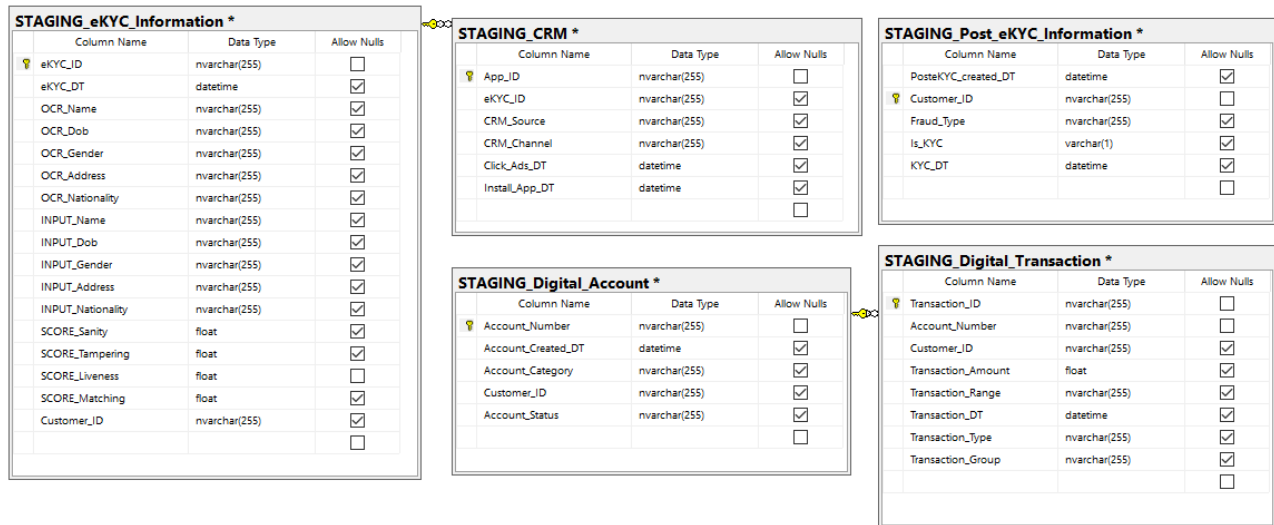 STAGING_eKYC_Information *
Column Name Data Type Allow Nulls
eKYC_ID nvarchar(255)
eKYC_DT datetime
OCR_Name nvarchar(255)
OCR_Dob nvarchar(255)
OCR_Gender nvarchar(255)
OCR_Address nvarchar(255)
OCR_Nationality nvarchar(255)
INPUT_Name nvarchar(255)
INPUT_Dob nvarchar(255)
INPUT_Gender nvarchar(255)
INPUT_Address nvarchar(255)
INPUT_Nationality nvarchar(255)
SCORE_Sanity float
SCORE_Tampering float
SCORE_Liveness float
SCORE_Matching float
Customer_ID nvarchar(255)
STAGING_CRM *
Column Name Data Type Allow Nulls
App_ID nvarchar(255)
eKYC_ID nvarchar(255)
CRM_Source nvarchar(255)
CRM_Channel nvarchar(255)
Click_Ads_DT datetime
Install_App_DT datetime
STAGING_Post_eKYC_Information *
Column Name Data Type Allow Nulls
PosteKYC_created_DT datetime
Customer_ID nvarchar(255)
Fraud_Type nvarchar(255)
Is_KYC varchar(1)
KYC_DT datetime
STAGING_Digital_Account *
Column Name Data Type Allow Nulls
Account_Number nvarchar(255)
Account_Created_DT datetime
Account_Category nvarchar(255)
Customer_ID nvarchar(255)
Account_Status nvarchar(255)
STAGING_Digital_Transaction *
Column Name Data Type Allow Nulls
Transaction_ID nvarchar(255)
Account_Number nvarchar(255)
Customer_ID nvarchar(255)
Transaction_Amount float
Transaction_Range nvarchar(255)
Transaction_DT datetime
Transaction_Type nvarchar(255)
Transaction_Group nvarchar(255)